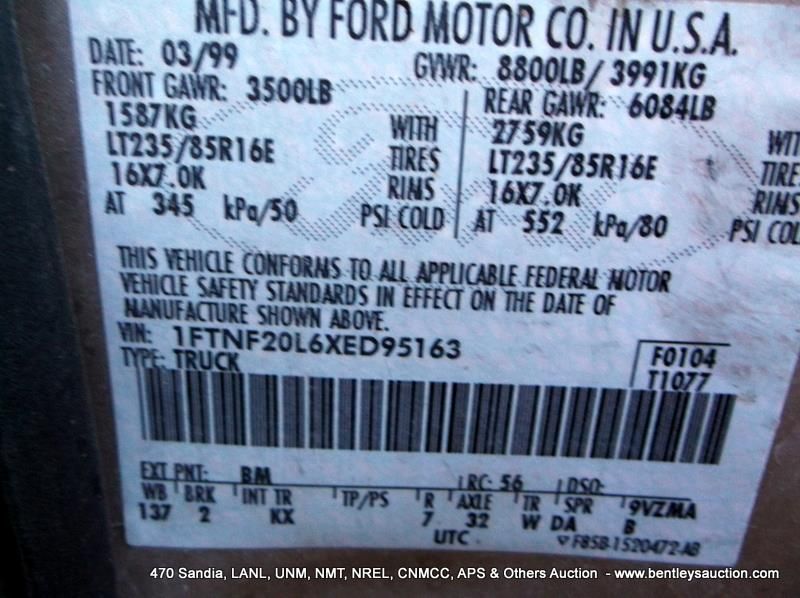 MFD. BY FORD MOTOR CO. IN U.S.A.
DATE: 03/99 GVWR: 8800LB/ 3991KG
FRONT GAWR: 3500LB REAR GAWR: 6084LB
1587KG WITH 2759KG WIT
LT235/85R16E TIRES LT235/85R16E TIRE
16X7.0K RIMS 16X7.0K RIMS
AT 345 kPa/50 PSI COLD AT 552 kPa/80 PSI COL
THIS VEHICLE CONFORMS TO ALL APPLICABLE FEDERAL MOTOR
VEHICLE SAFETY STANDARDS IN EFFECT ON THE DATE OF
MANUFACTURE SHOWN ABOVE.
VIN: 1FTNF20L6XED95163 F0104
TYPE: TRUCK T1077
EXT PNT: BM RC: 56 DSO:
WB BRK INT TR TP/PS R AXLE TR SPR 9VZMA
137 2 KX 7 32 W DA B
UTC F85B-1520472-AB
470 Sandia, LANL, UNM, NMT, NREL, CNMCC, APS & Others Auction - www.bentleysauction.com